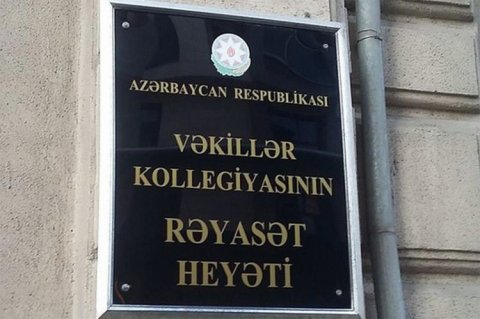 AZƏRBAYCAN RESPUBLİKASI
VƏKİLLƏR
KOLLEGİYASININ
RƏYASƏT
HEYƏTİ